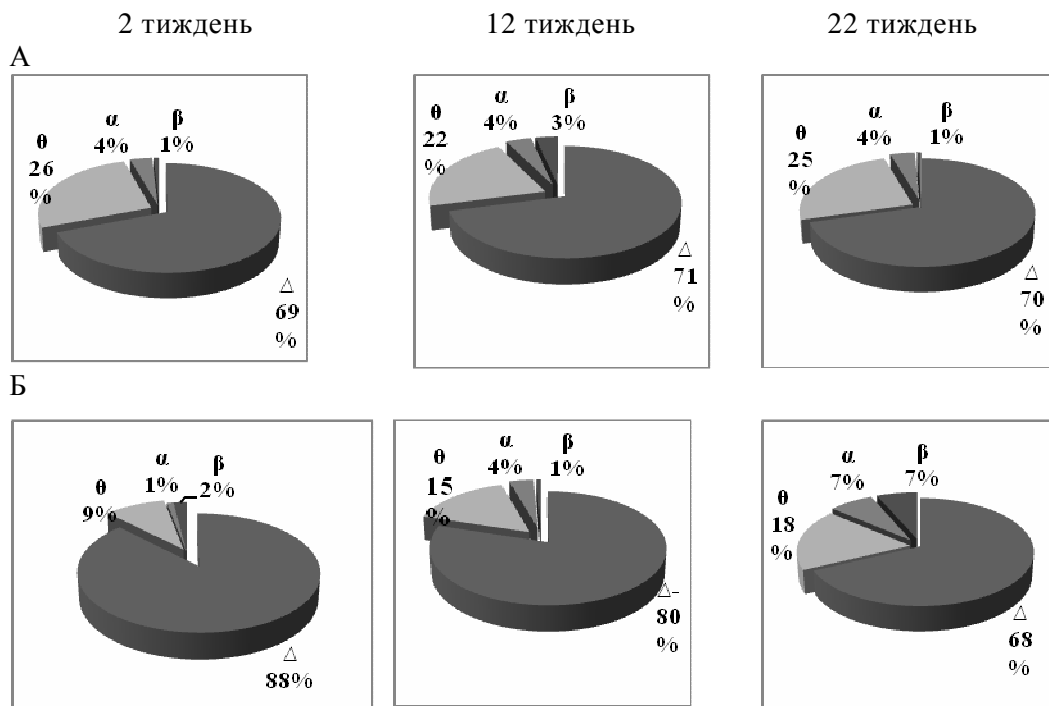 2 тиждень 12 тиждень 22 тиждень
А
θ
26
%
α
4%
β
1%
Δ
69
%
θ
22
%
α
4%
β
3%
Δ
71
%
θ
25
%
α
4%
β
1%
Δ
70
%
Б
θ
9%
α
1%
β
2%
Δ
88%
θ
15
%
α
4%
β
1%
Δ-
80
%
θ
18
%
α
7%
β
7%
Δ
68
%